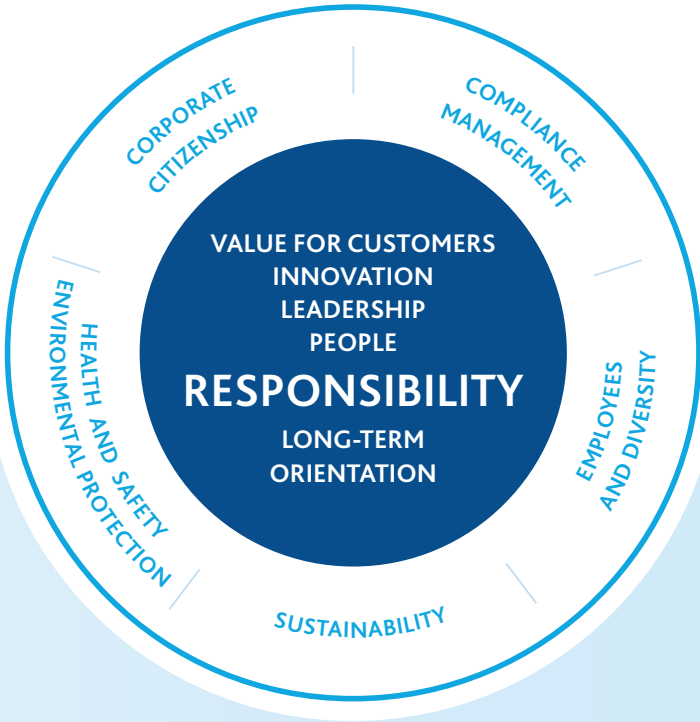 CORPORATE
CITIZENSHIP
COMPLIANCE
MANAGEMENT
VALUE FOR CUSTOMERS
INNOVATION
LEADERSHIP
PEOPLE
RESPONSIBILITY
LONG-TERM
ORIENTATION
HEALTH AND SAFETY
ENVIRONMENTAL PROTECTION
EMPLOYEES
AND DIVERSITY
SUSTAINABILITY